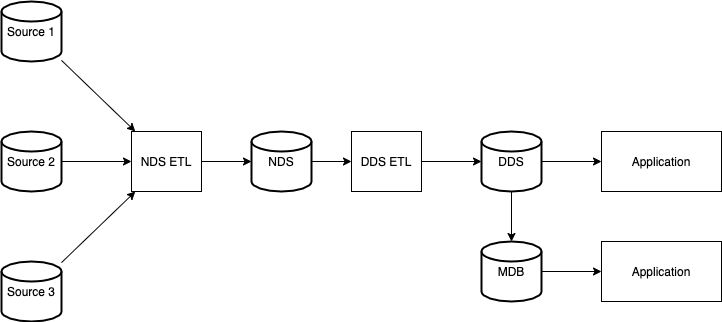 Source 1
Source 2
NDS ETL
NDS
DDS ETL
DDS
Application
Source 3
MDB
Application